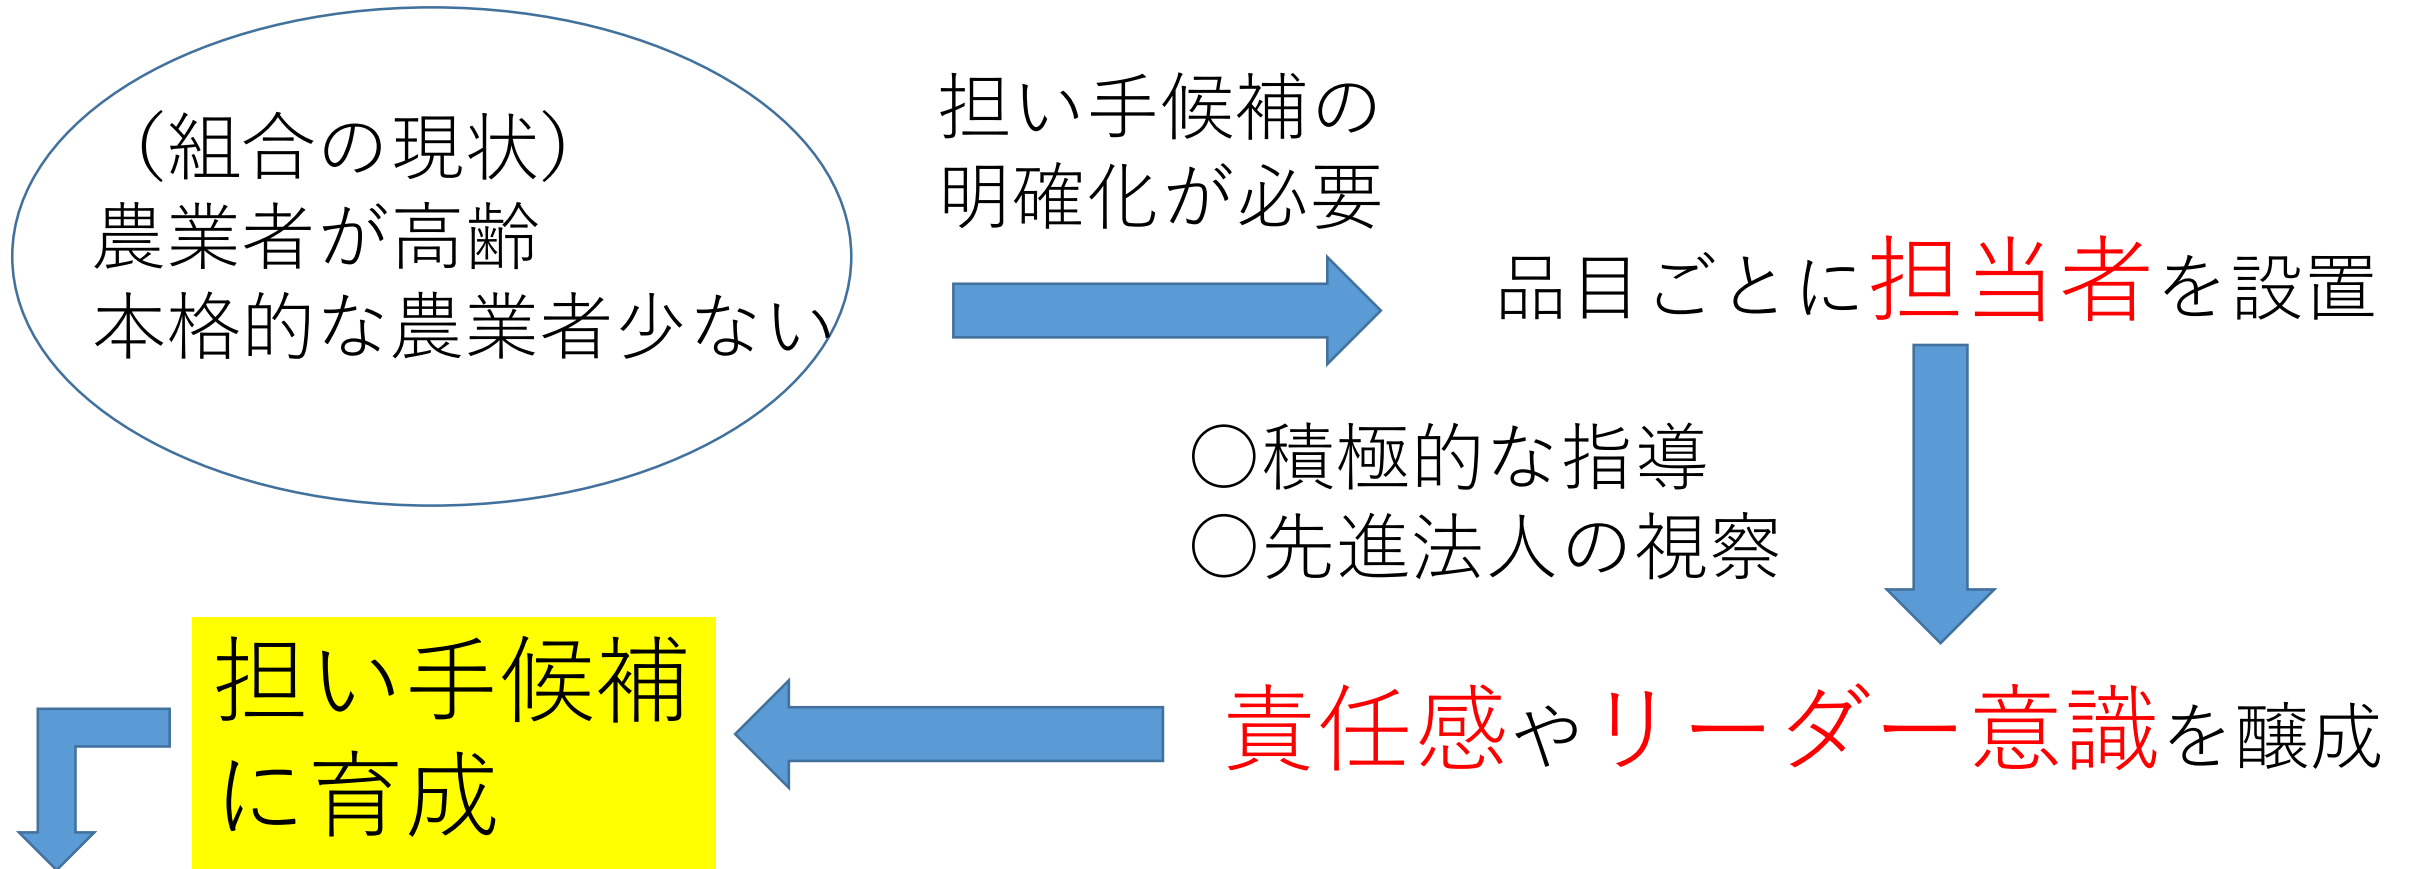 （組合の現状）
農業者が高齢
本格的な農業者少ない
担い手候補の
明確化が必要
品目ごとに担当者を設置
○積極的な指導
○先進法人の視察
責任感やリーダー意識を醸成
担い手候補
に育成